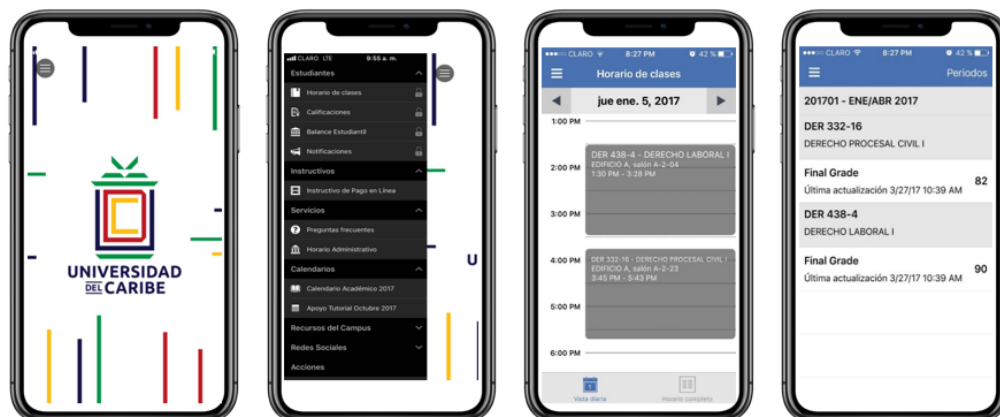 UNIVERSIDAD
DEL CARIBE
CLARO LTE
9:55 a. m.
Estudiantes
Horario de clases
Calificaciones
Balance Estudiantil
Notificaciones
Instructivos
Instructivo de Pago en Línea
Servicios
Preguntas frecuentes
Horario Administrativo
Calendarios
Calendario Académico 2017
Apoyo Tutorial Octubre 2017
Recursos del Campus
Redes Sociales
Acciones
U
CLARO
8:27 PM
42 %
Horario de clases
jue ene. 5, 2017
1:00 PM
2:00 PM
DER 438-4 - DERECHO LABORAL I
EDIFICIO A, salón A-2-04
1:30 PM - 3:28 PM
3:00 PM
4:00 PM
DER 332-16 - DERECHO PROCESAL CIVIL I
EDIFICIO A, salón A-2-23
3:45 PM - 5:43 PM
5:00 PM
6:00 PM
1
Vista diaria
Horario completo
CLARO
8:27 PM
42 %
Periodos
201701 - ENE/ABR 2017
DER 332-16
DERECHO PROCESAL CIVIL I
Final Grade
82
Última actualización 3/27/17 10:39 AM
DER 438-4
DERECHO LABORAL I
Final Grade
90
Última actualización 3/27/17 10:39 AM